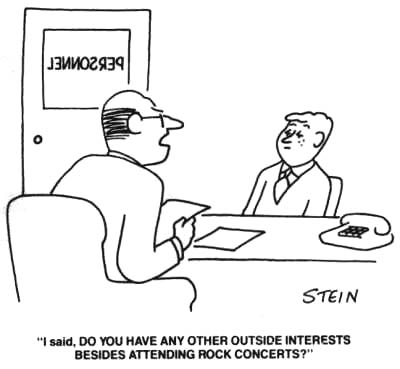 PERSONNEL
STEIN
"I said, DO YOU HAVE ANY OTHER OUTSIDE INTERESTS
BESIDES ATTENDING ROCK CONCERTS?"